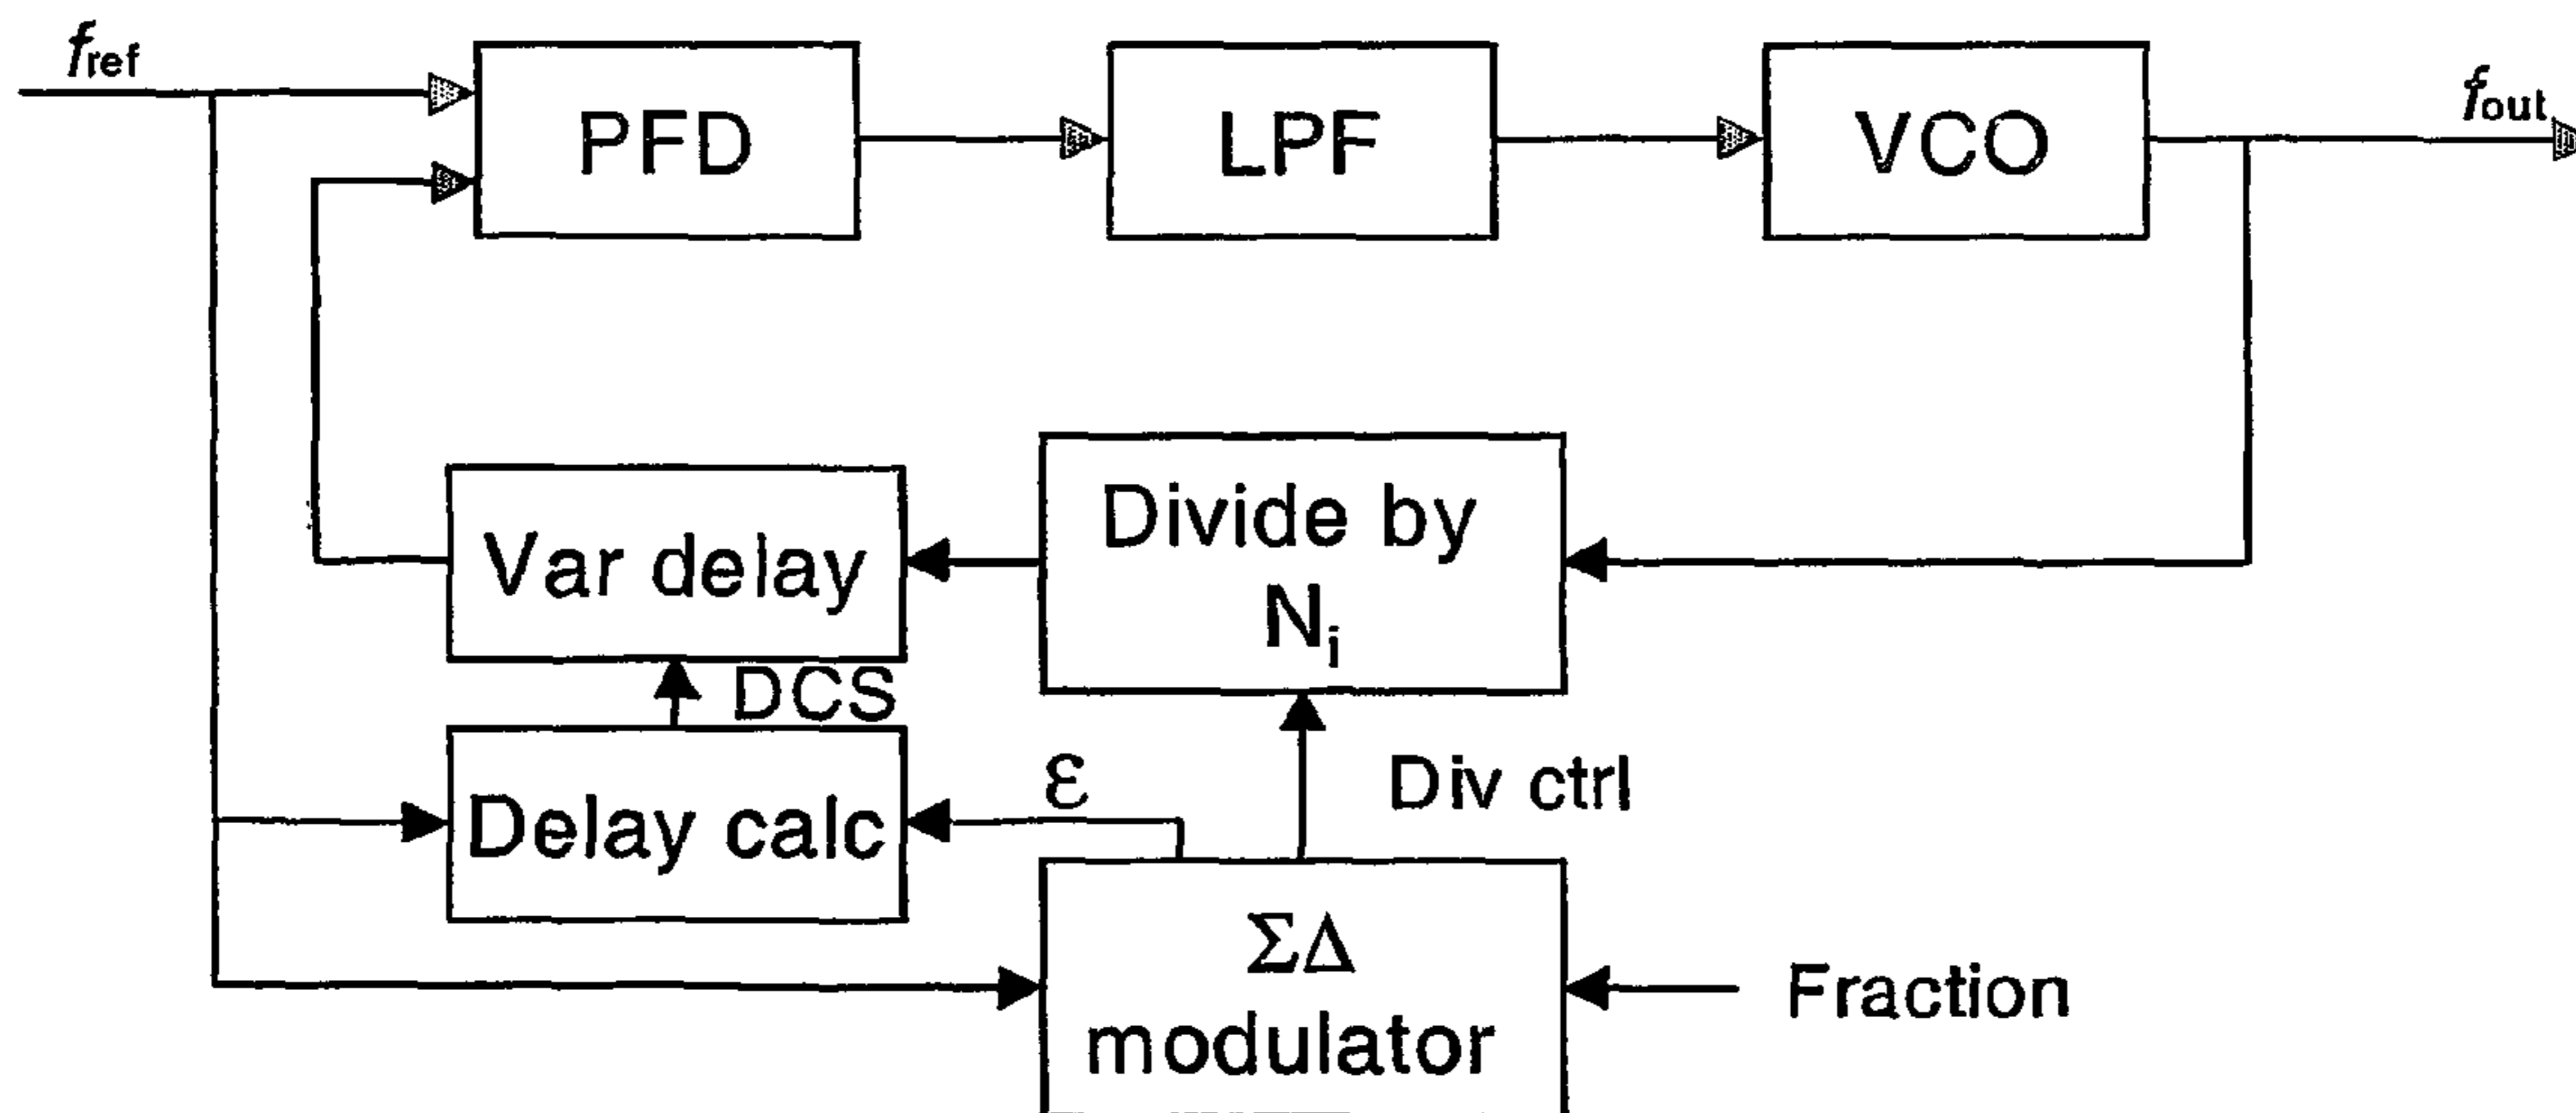 fref
PFD
LPF
VCO
fout
Var delay
Divide by
Ni
DCS
Delay calc
ε
Div ctrl
ΣΔ
modulator
Fraction